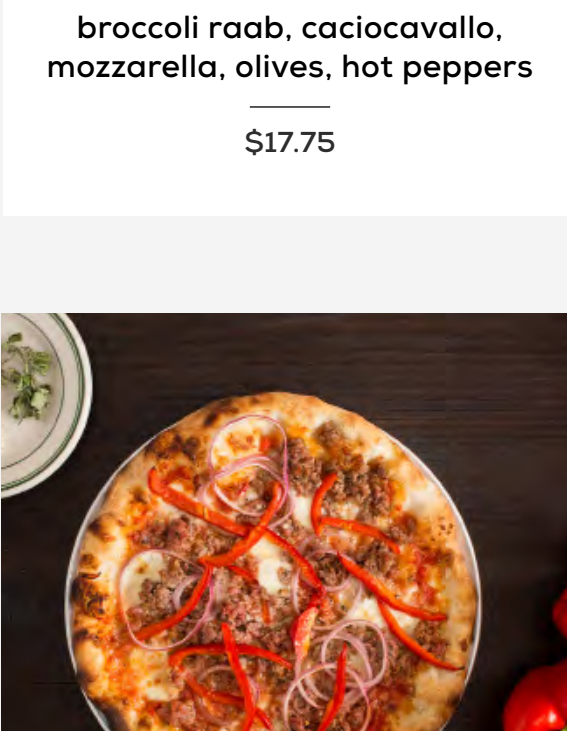 broccoli raab, caciocavallo,
mozzarella, olives, hot peppers
$17.75